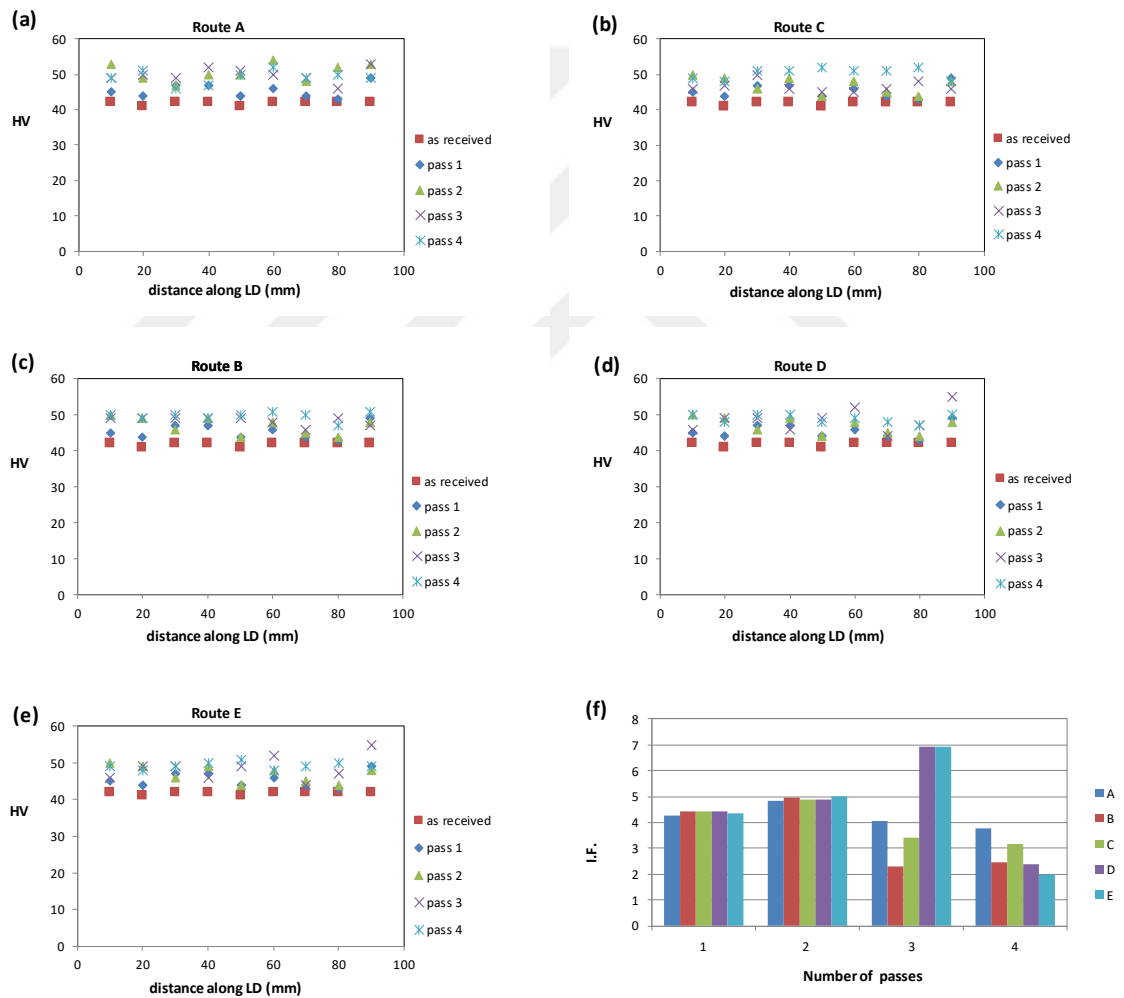 (a)
Route A
60
50
40
30
20
10
0
HV
0 20 40 60 80 100
distance along LD (mm)
as received
pass 1
pass 2
pass 3
pass 4
(b)
Route C
60
50
40
30
20
10
0
HV
0 20 40 60 80 100
distance along LD (mm)
as received
pass 1
pass 2
pass 3
pass 4
(c)
Route B
60
50
40
30
20
10
0
HV
0 20 40 60 80 100
distance along LD (mm)
as received
pass 1
pass 2
pass 3
pass 4
(d)
Route D
60
50
40
30
20
10
0
HV
0 20 40 60 80 100
distance along LD (mm)
as received
pass 1
pass 2
pass 3
pass 4
(e)
Route E
60
50
40
30
20
10
0
HV
0 20 40 60 80 100
distance along LD (mm)
as received
pass 1
pass 2
pass 3
pass 4
(f)
8
7
6
5
4
3
2
1
0
I.F.
1 2 3 4
Number of passes
A
B
C
D
E